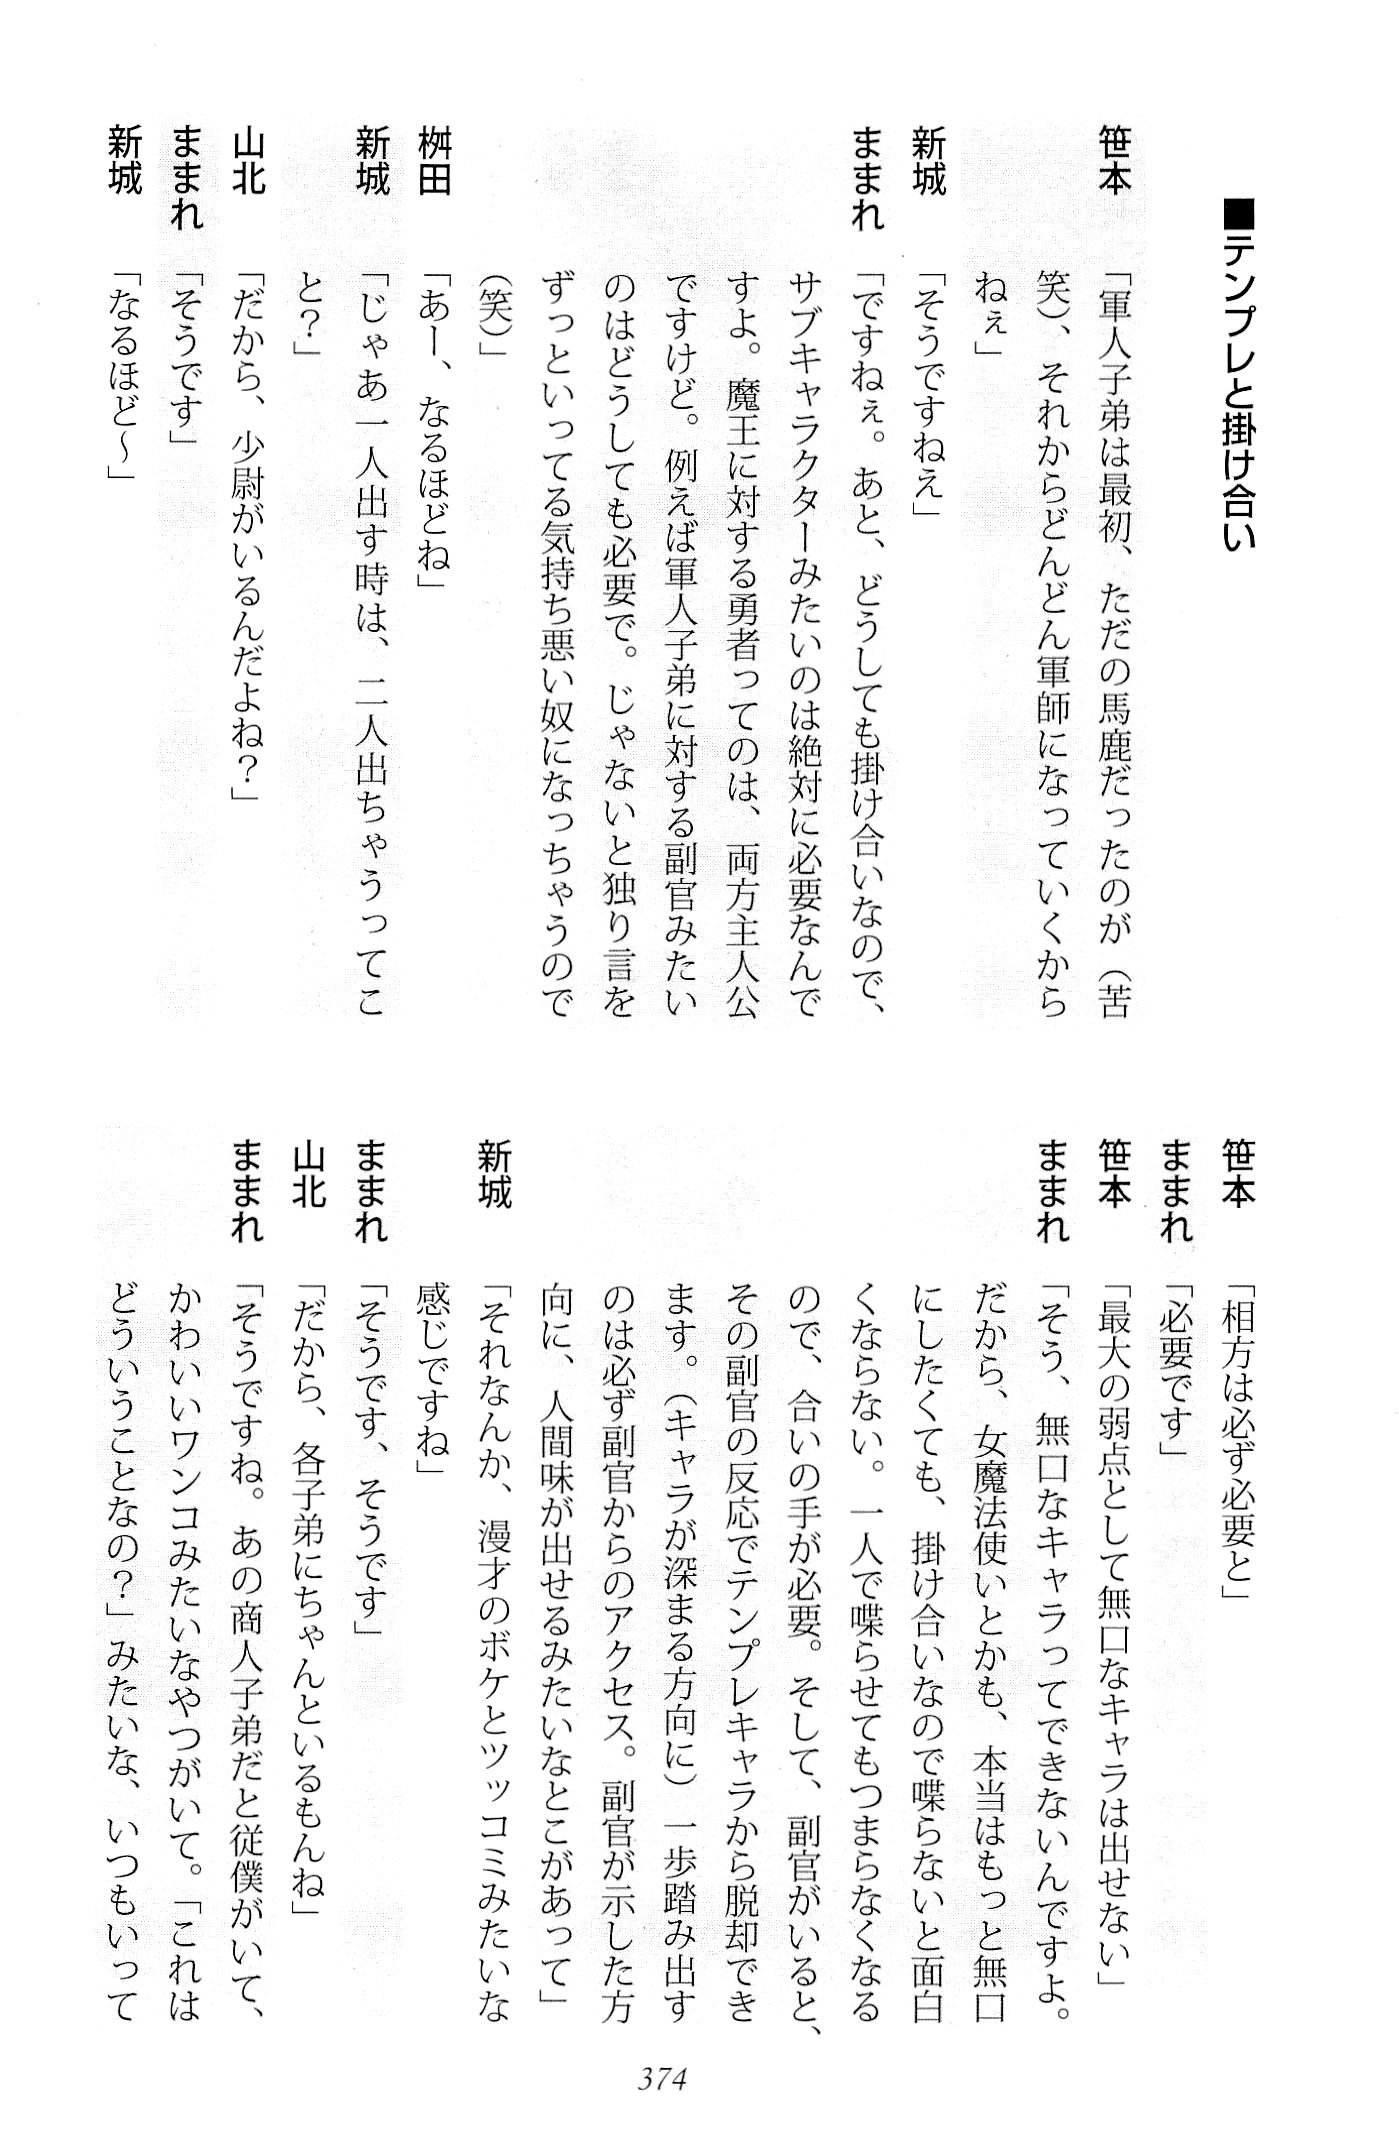 ■テンプレと掛け合い
笹本　「軍人子弟は最初、ただの馬鹿だったのが（苦
笑）、それからどんどん軍師になっていくから
ねぇ」
新城　「そうですねえ」
ままれ　「ですねぇ。あと、どうしても掛け合いなので、
サブキャラクターみたいのは絶対に必要なんで
すよ。魔王に対する勇者ってのは、両方主人公
ですけど。例えば軍人子弟に対する副官みたい
のはどうしても必要で。じゃないと独り言を
ずっといってる気持ち悪い奴になっちゃうので
（笑）」
桝田　「あー、なるほどね」
新城　「じゃあ一人出す時は、二人出ちゃうってこ
と？」
山北　「だから、少尉がいるんだよね？」
ままれ　「そうです」
新城　「なるほど～」
笹本　「相方は必ず必要と」
ままれ　「必要です」
笹本　「最大の弱点として無口なキャラは出せない」
ままれ　「そう、無口なキャラってできないんですよ。
だから、女魔法使いとかも、本当はもっと無口
にしたくても、掛け合いなので喋らないと面白
くならない。一人で喋らせてもつまらなくなる
ので、合いの手が必要。そして、副官がいると、
その副官の反応でテンプレキャラから脱却でき
ます。（キャラが深まる方向に）一歩踏み出す
のは必ず副官からのアクセス。副官が示した方
向に、人間味が出せるみたいなとこがあって」
新城　「それなんか、漫才のボケとツッコミみたいな
感じですね」
ままれ　「そうです、そうです」
山北　「だから、各子弟にちゃんといるもんね」
ままれ　「そうですね。あの商人子弟だと従僕がいて、
かわいいワンコみたいなやつがいて。「これは
どういうことなの？」みたいな、いつもいって
374